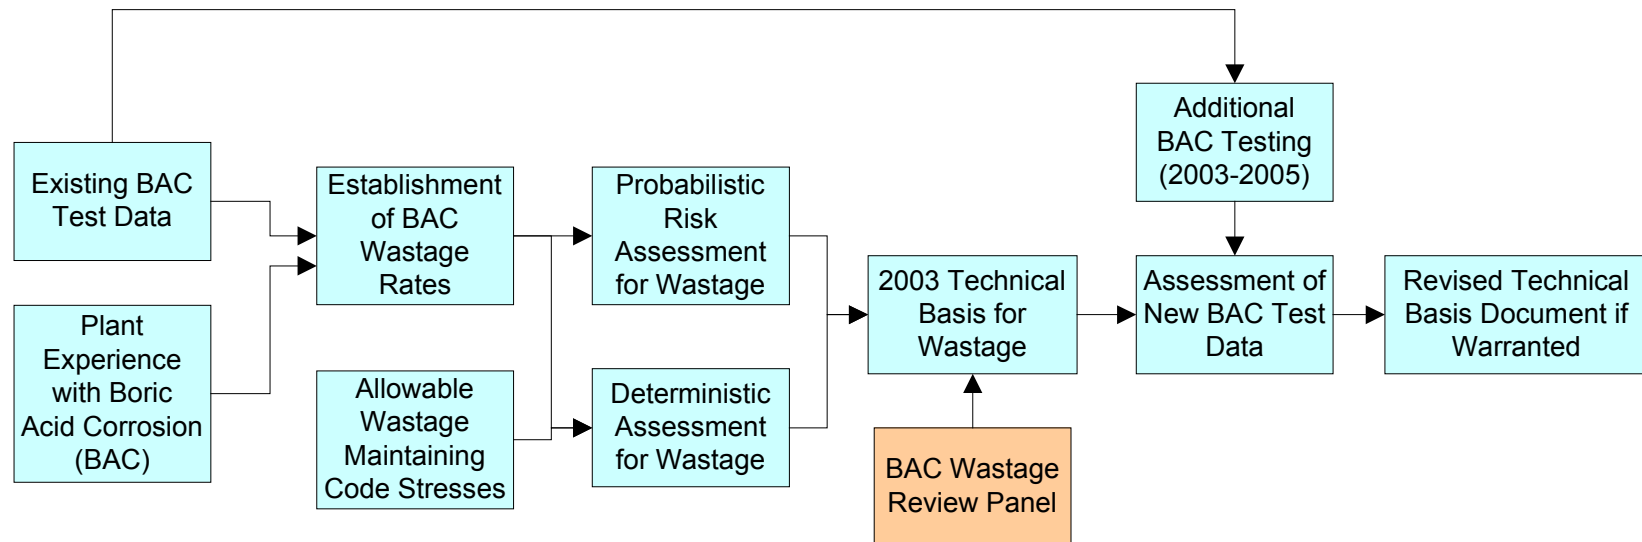 Existing BAC
Test Data
Plant
Experience
with Boric
Acid Corrosion
(BAC)
Establishment
of BAC
Wastage
Rates
Allowable
Wastage
Maintaining
Code Stresses
Probabilistic
Risk
Assessment
for Wastage
Deterministic
Assessment
for Wastage
2003 Technical
Basis for
Wastage
BAC Wastage
Review Panel
Additional
BAC Testing
(2003-2005)
Assessment of
New BAC Test
Data
Revised Technical
Basis Document if
Warranted